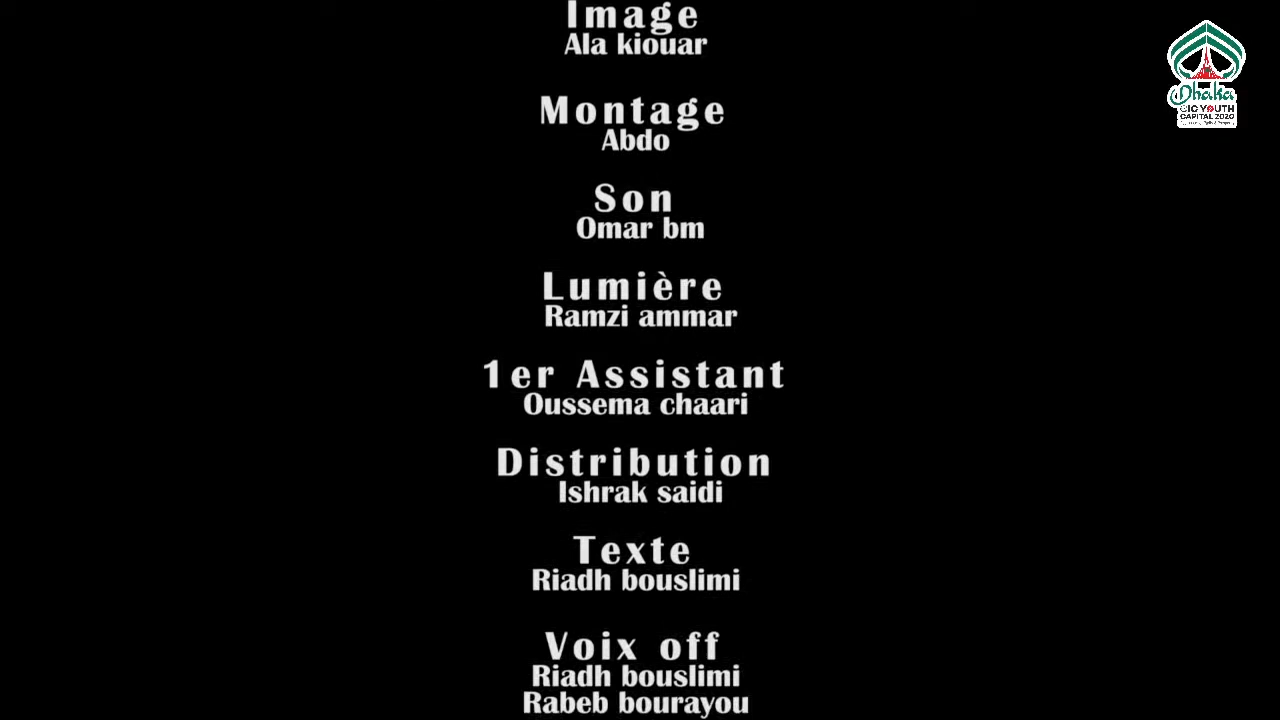 Image
Ala kiouar
Montage
Abdo
Son
Omar bm
Lumière
Ramzi ammar
1er Assistant
Oussema chaari
Distribution
Ishrak saidi
Texte
Riadh bouslimi
Voix off
Riadh bouslimi
Rabeb bourayou
Dhaka
OIC YOUTH
CAPITAL 2020